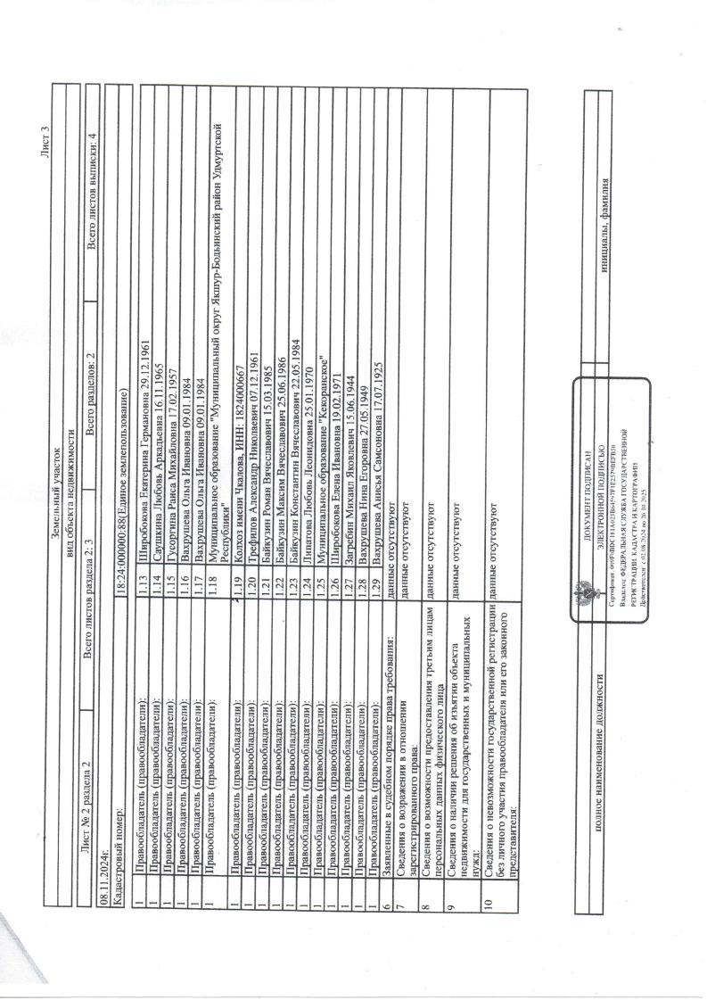 Лист 3
Земельный участок
вид объекта недвижимости
Лист № 2 раздела 2 Всего листов раздела 2: 3 Всего разделов: 2 Всего листов выписки: 4
08.11.2024г.
Кадастровый номер: 18:24:000000:88(Единое землепользование)
1 Правообладатель (правообладатели): 1.13 Широбокова Екатерина Германовна 29.12.1961
1 Правообладатель (правообладатели): 1.14 Саушкина Любовь Аркадьевна 16.11.1965
1 Правообладатель (правообладатели): 1.15 Гусоргина Раиса Михайловна 17.02.1957
1 Правообладатель (правообладатели): 1.16 Вахрушева Ольга Ивановна 09.01.1984
1 Правообладатель (правообладатели): 1.17 Вахрушева Ольга Ивановна 09.01.1984
1 Правообладатель (правообладатели): 1.18 Муниципальное образование "Муниципальный округ Якшур-Бодьинский район Удмуртской
Республики"
1 Правообладатель (правообладатели): 1.19 Колхоз имени Чкалова, ИНН: 1824000667
1 Правообладатель (правообладатели): 1.20 Трефилов Александр Николаевич 07.12.1961
1 Правообладатель (правообладатели): 1.21 Байкузин Роман Вячеславович 15.03.1985
1 Правообладатель (правообладатели): 1.22 Байкузин Максим Вячеславович 25.06.1986
1 Правообладатель (правообладатели): 1.23 Байкузин Константин Вячеславович 22.05.1984
1 Правообладатель (правообладатели): 1.24 Липатова Любовь Леонидовна 25.01.1970
1 Правообладатель (правообладатели): 1.25 Муниципальное образование "Кекоранское"
1 Правообладатель (правообладатели): 1.26 Широбокова Елена Ивановна 19.02.1971
1 Правообладатель (правообладатели): 1.27 Загребин Михаил Яковлевич 15.06.1944
1 Правообладатель (правообладатели): 1.28 Вахрушева Нина Егоровна 27.05.1949
1 Правообладатель (правообладатели): 1.29 Вахрушева Анисья Самсоновна 17.07.1925
6 Заявленные в судебном порядке права требования: данные отсутствуют
7 Сведения о возражении в отношении данные отсутствуют
зарегистрированного права:
8 Сведения о возможности предоставления третьим лицам данные отсутствуют
персональных данных физического лица
9 Сведения о наличии решения об изъятии объекта данные отсутствуют
недвижимости для государственных и муниципальных
нужд:
10 Сведения о невозможности государственной регистрации данные отсутствуют
без личного участия правообладателя или его законного
представителя:
полное наименование должности
ДОКУМЕНТ ПОДПИСАН
ЭЛЕКТРОННОЙ ПОДПИСЬЮ
Сертификат:
Владелец: ФЕДЕРАЛЬНАЯ СЛУЖБА ГОСУДАРСТВЕННОЙ
РЕГИСТРАЦИИ, КАДАСТРА И КАРТОГРАФИИ
Действителен: с 02.08.2024 по 26.10.2025
инициалы, фамилия